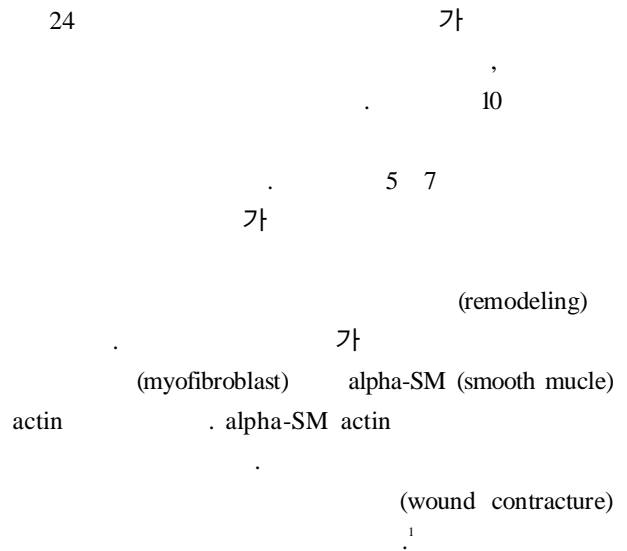 24 가
,
. 10
. 5 7
가
(remodeling)
. 가
(myofibroblast) alpha-SM (smooth mucle)
actin . alpha-SM actin
.
(wound contracture)
.1